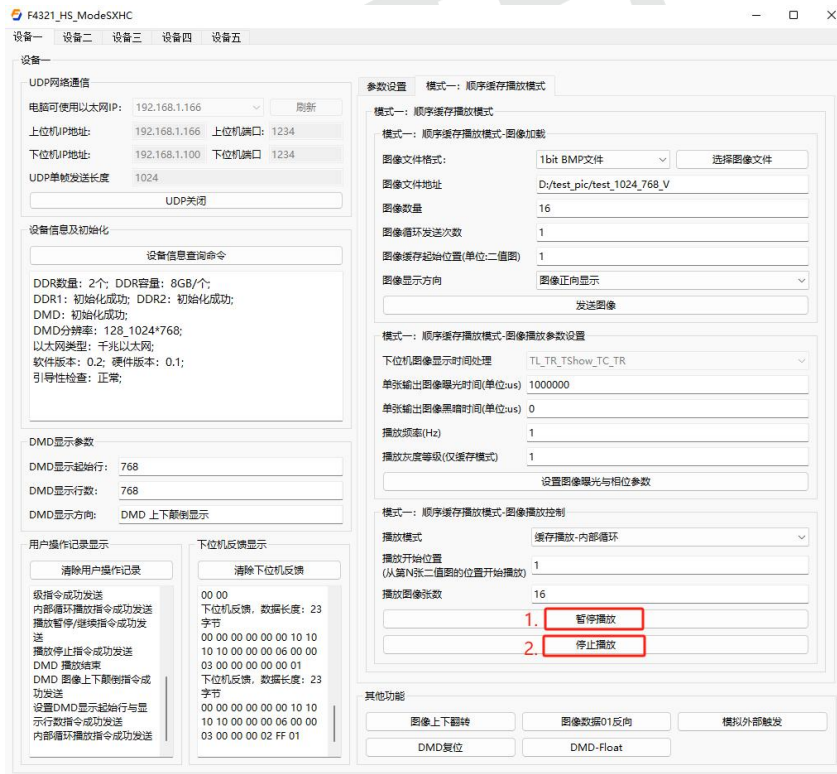 F4321_HS_ModeSXHC
设备一 设备二 设备三 设备四 设备五
设备一
UDP网络通信
电脑可使用以太网IP: 192.168.1.166 刷新
上位机IP地址: 192.168.1.166 上位机端口: 1234
下位机IP地址: 192.168.1.100 下位机端口 1234
UDP单帧发送长度 1024
UDP关闭
设备信息及初始化
设备信息查询命令
DDR数量: 2个; DDR容量: 8GB/个;
DDR1: 初始化成功; DDR2: 初始化成功;
DMD: 初始化成功;
DMD分辨率: 128_1024*768;
以太网类型: 千兆以太网;
软件版本: 0.2; 硬件版本: 0.1;
引导性检查: 正常;
DMD显示参数
DMD显示起始行: 768
DMD显示行数: 768
DMD显示方向: DMD 上下颠倒显示
用户操作记录显示
清除用户操作记录
级指令成功发送
内部循环播放指令成功发送
播放暂停/继续指令成功发
送
播放停止指令成功发送
DMD 播放结束
DMD 图像上下颠倒指令成
功发送
设置DMD显示起始行与显
示行数指令成功发送
内部循环播放指令成功发送
下位机反馈显示
清除下位机反馈
00 00
下位机反馈, 数据长度: 23
字节
00 00 00 00 00 00 10 10
10 10 00 00 00 06 00 00
03 00 00 00 00 00 01
下位机反馈, 数据长度: 23
字节
00 00 00 00 00 00 10 10
10 10 00 00 00 06 00 00
03 00 00 00 02 FF 01
参数设置 模式一: 顺序缓存播放模式
模式一: 顺序缓存播放模式
模式一: 顺序缓存播放模式-图像加载
图像文件格式: 1bit BMP文件 选择图像文件
图像文件地址 D:/test_pic/test_1024_768_V
图像数量 16
图像循环发送次数 1
图像缓存起始位置(单位:二值图) 1
图像显示方向 图像正向显示
发送图像
模式一: 顺序缓存播放模式-图像播放参数设置
下位机图像显示时间处理 TL_TR_TShow_TC_TR
单张输出图像曝光时间(单位:us) 1000000
单张输出图像黑暗时间(单位:us) 0
播放频率(Hz) 1
播放灰度等级(仅缓存模式) 1
设置图像曝光与相位参数
模式一: 顺序缓存播放模式-图像播放控制
播放模式 缓存播放-内部循环
播放开始位置
(从第N张二值图的位置开始播放) 1
播放图像张数 16
1. 暂停播放
2. 停止播放
其他功能
图像上下翻转 图像数据01反向 模拟外部触发
DMD复位 DMD-Float